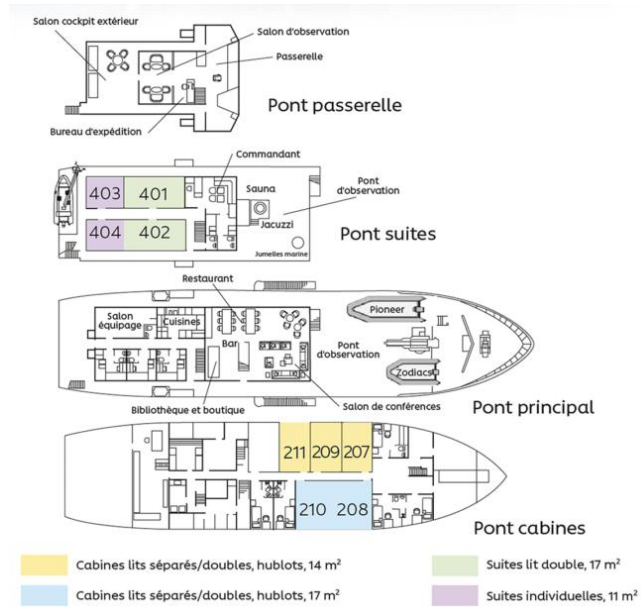 Salon cockpit extérieur
Salon d'observation
Passerelle
Bureau d'expédition
Pont passerelle
Commandant
403
401
404
402
Sauna
Jacuzzi
Pont
d'observation
Jumelles marine
Pont suites
Restaurant
Salon
équipage
Cuisines
Bar
Pioneer
Pont
d'observation
Zodiacs
Bibliothèque et boutique
Salon de conférences
Pont principal
211
209
207
210
208
Pont cabines
Cabines lits séparés/doubles, hublots, 14 m²
Suites lit double, 17 m²
Cabines lits séparés/doubles, hublots, 17 m²
Suites individuelles, 11 m²